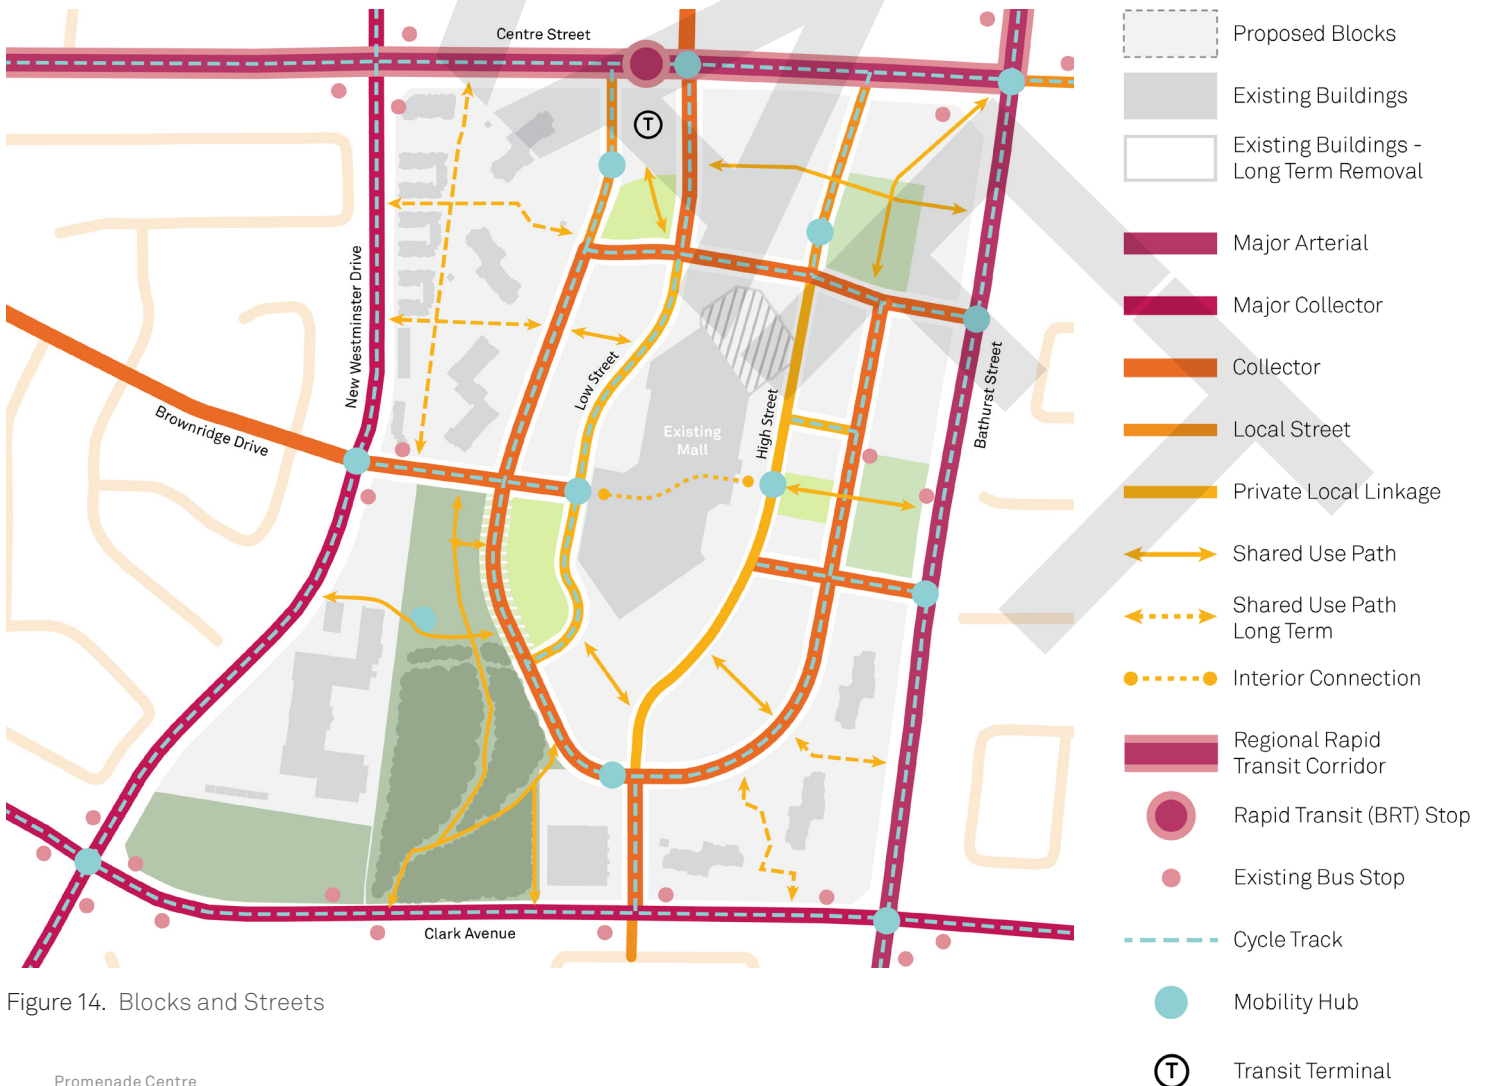 Centre Street
New Westminster Drive
Brownridge Drive
Low Street
Existing
Mall
High Street
Bathurst Street
Clark Avenue
T
Proposed Blocks
Existing Buildings
Existing Buildings -
Long Term Removal
Major Arterial
Major Collector
Collector
Local Street
Private Local Linkage
Shared Use Path
Shared Use Path
Long Term
Interior Connection
Regional Rapid
Transit Corridor
Rapid Transit (BRT) Stop
Existing Bus Stop
Cycle Track
Mobility Hub
T Transit Terminal
Figure 14. Blocks and Streets
Promenade Centre